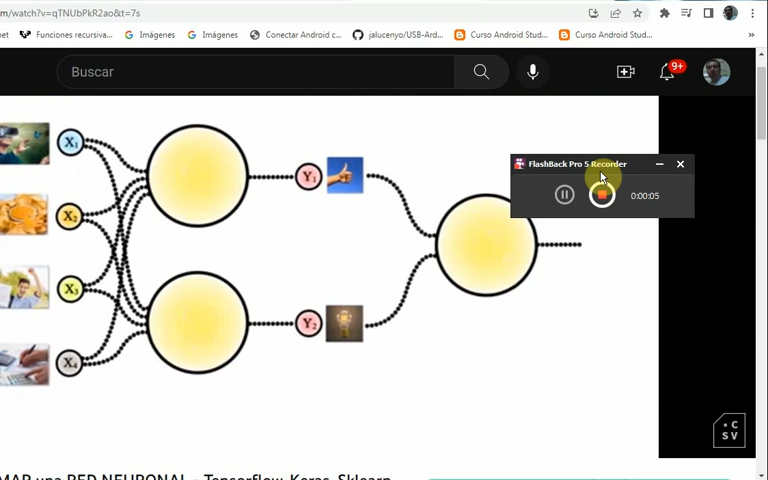 m/watch?v=qTNUbPkR2ao&t=7s
et
Funciones recursiva...
Imágenes
Imágenes
Conectar Android c...
jalucenyo/USB-Ard...
Curso Android Stud...
Curso Android Stud...
»
Buscar
9+
FlashBack Pro 5 Recorder
0:00:05
X1
Y1
X2
X3
Y2
X4
CSV
MAR una RED NEURONAL - Tensorflow, Keras, Sklearn